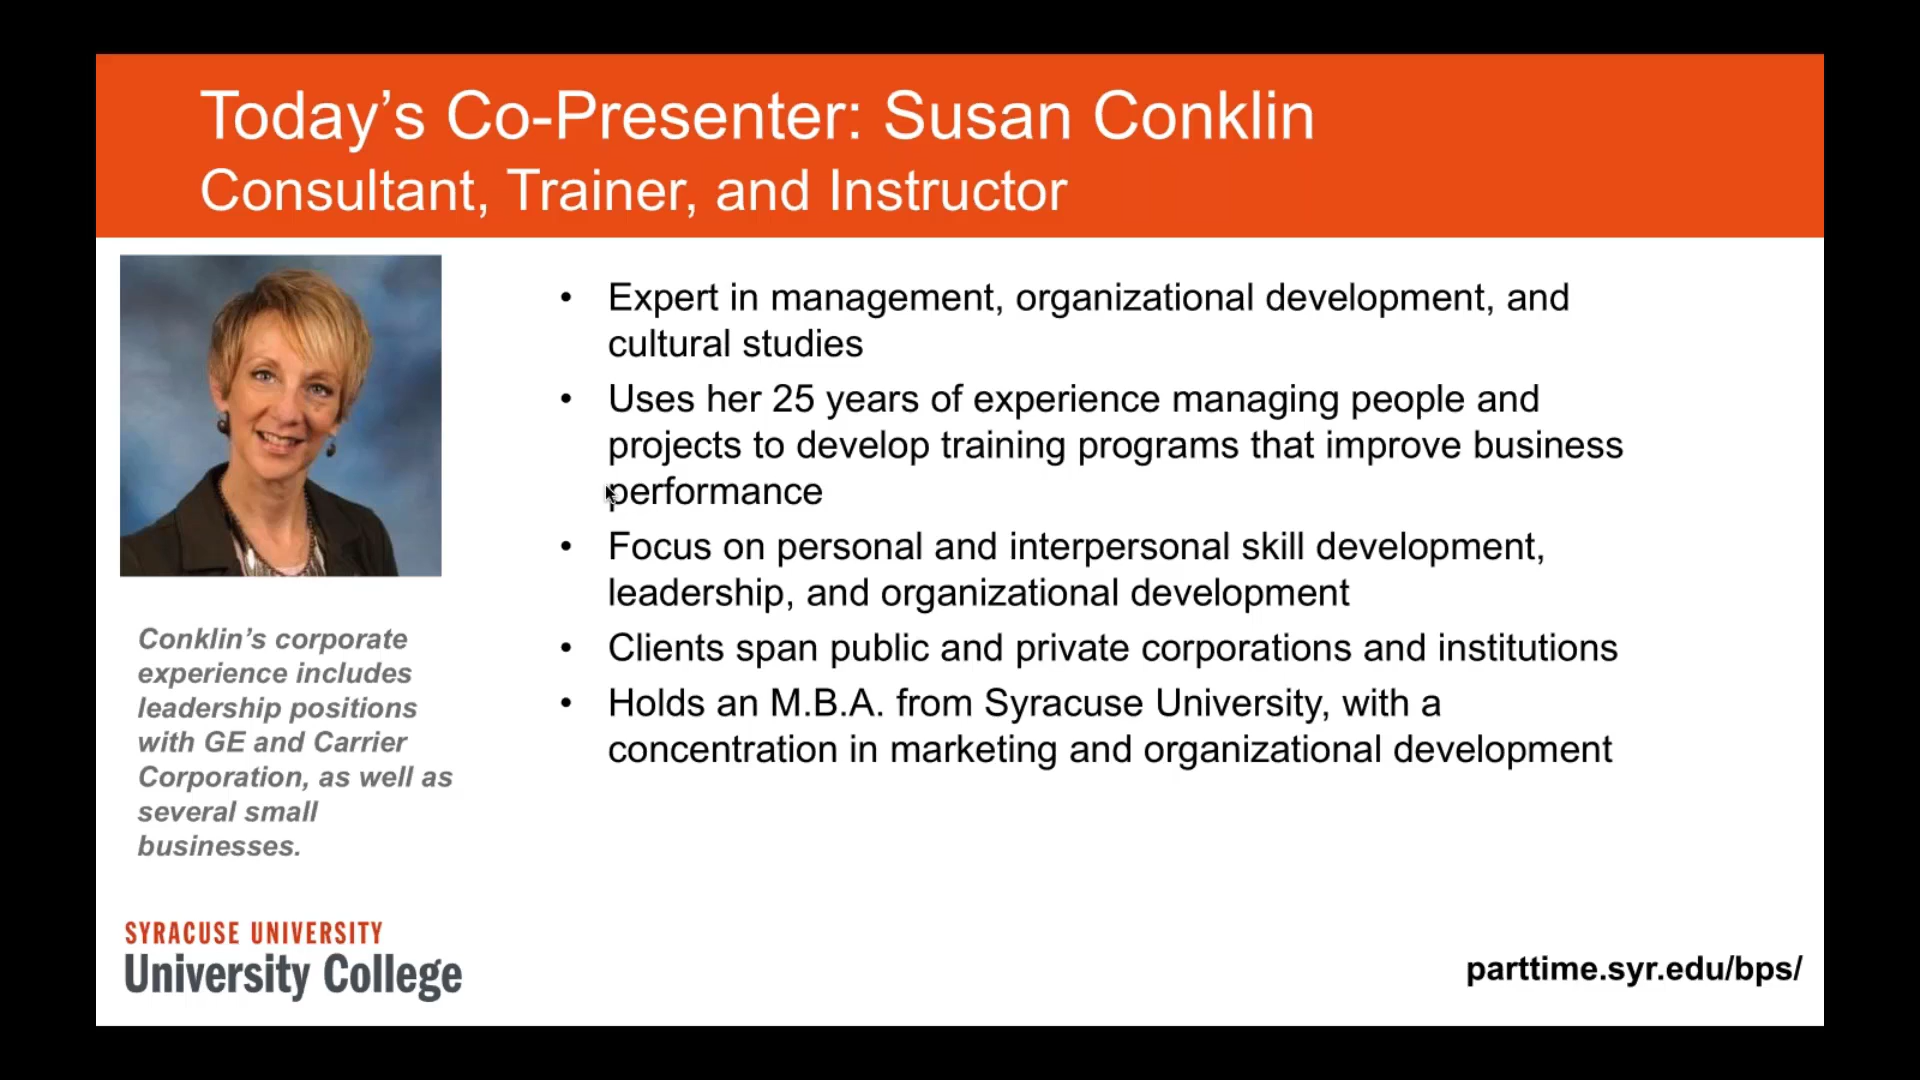 Today’s Co-Presenter: Susan Conklin
Consultant, Trainer, and Instructor
• Expert in management, organizational development, and
cultural studies
• Uses her 25 years of experience managing people and
projects to develop training programs that improve business
performance
• Focus on personal and interpersonal skill development,
leadership, and organizational development
• Clients span public and private corporations and institutions
• Holds an M.B.A. from Syracuse University, with a
concentration in marketing and organizational development
Conklin’s corporate
experience includes
leadership positions
with GE and Carrier
Corporation, as well as
several small
businesses.
SYRACUSE UNIVERSITY
University College
parttime.syr.edu/bps/